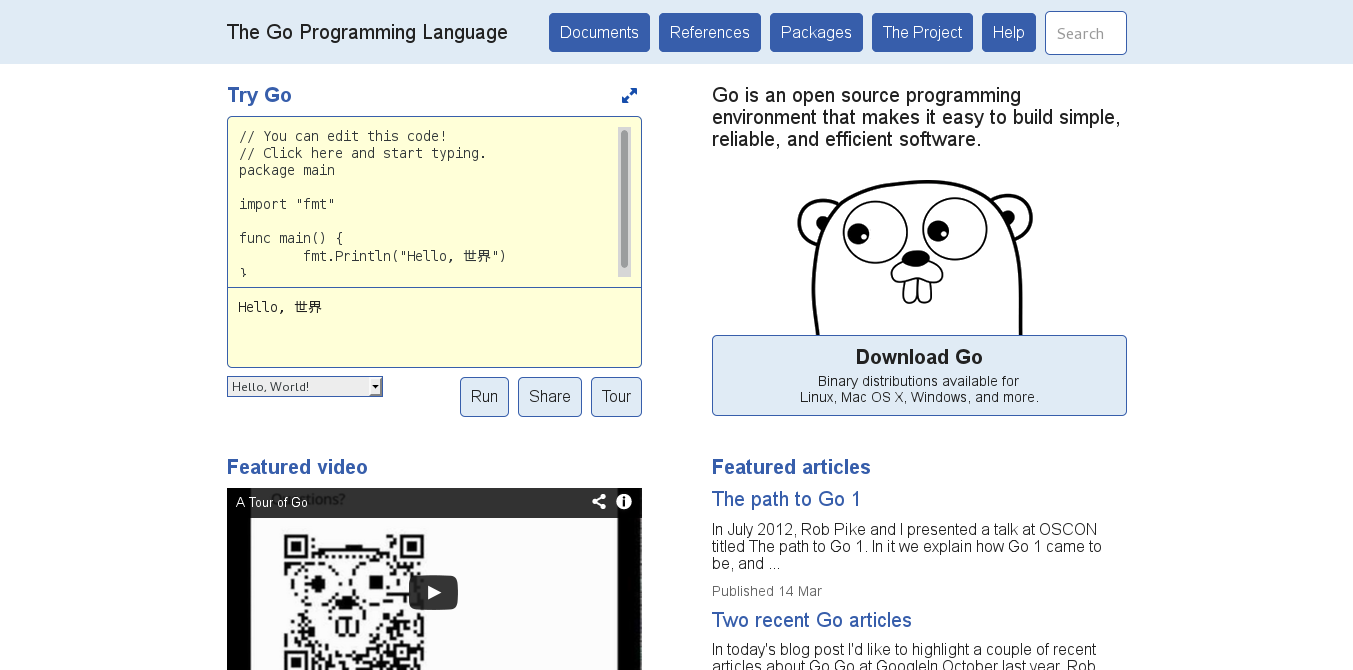 The Go Programming Language
Documents
References
Packages
The Project
Help
Search
Try Go
// You can edit this code!
// Click here and start typing.
package main
import "fmt"
func main() {
fmt.Println("Hello, 世界")
}
Hello, 世界
Hello, World!
Run
Share
Tour
Go is an open source programming
environment that makes it easy to build simple,
reliable, and efficient software.
Download Go
Binary distributions available for
Linux, Mac OS X, Windows, and more.
Featured video
A Tour of Go
Featured articles
The path to Go 1
In July 2012, Rob Pike and I presented a talk at OSCON
titled The path to Go 1. In it we explain how Go 1 came to
be, and ...
Published 14 Mar
Two recent Go articles
In today's blog post I'd like to highlight a couple of recent
articles about Go.Go at GoogleIn October last year, Rob